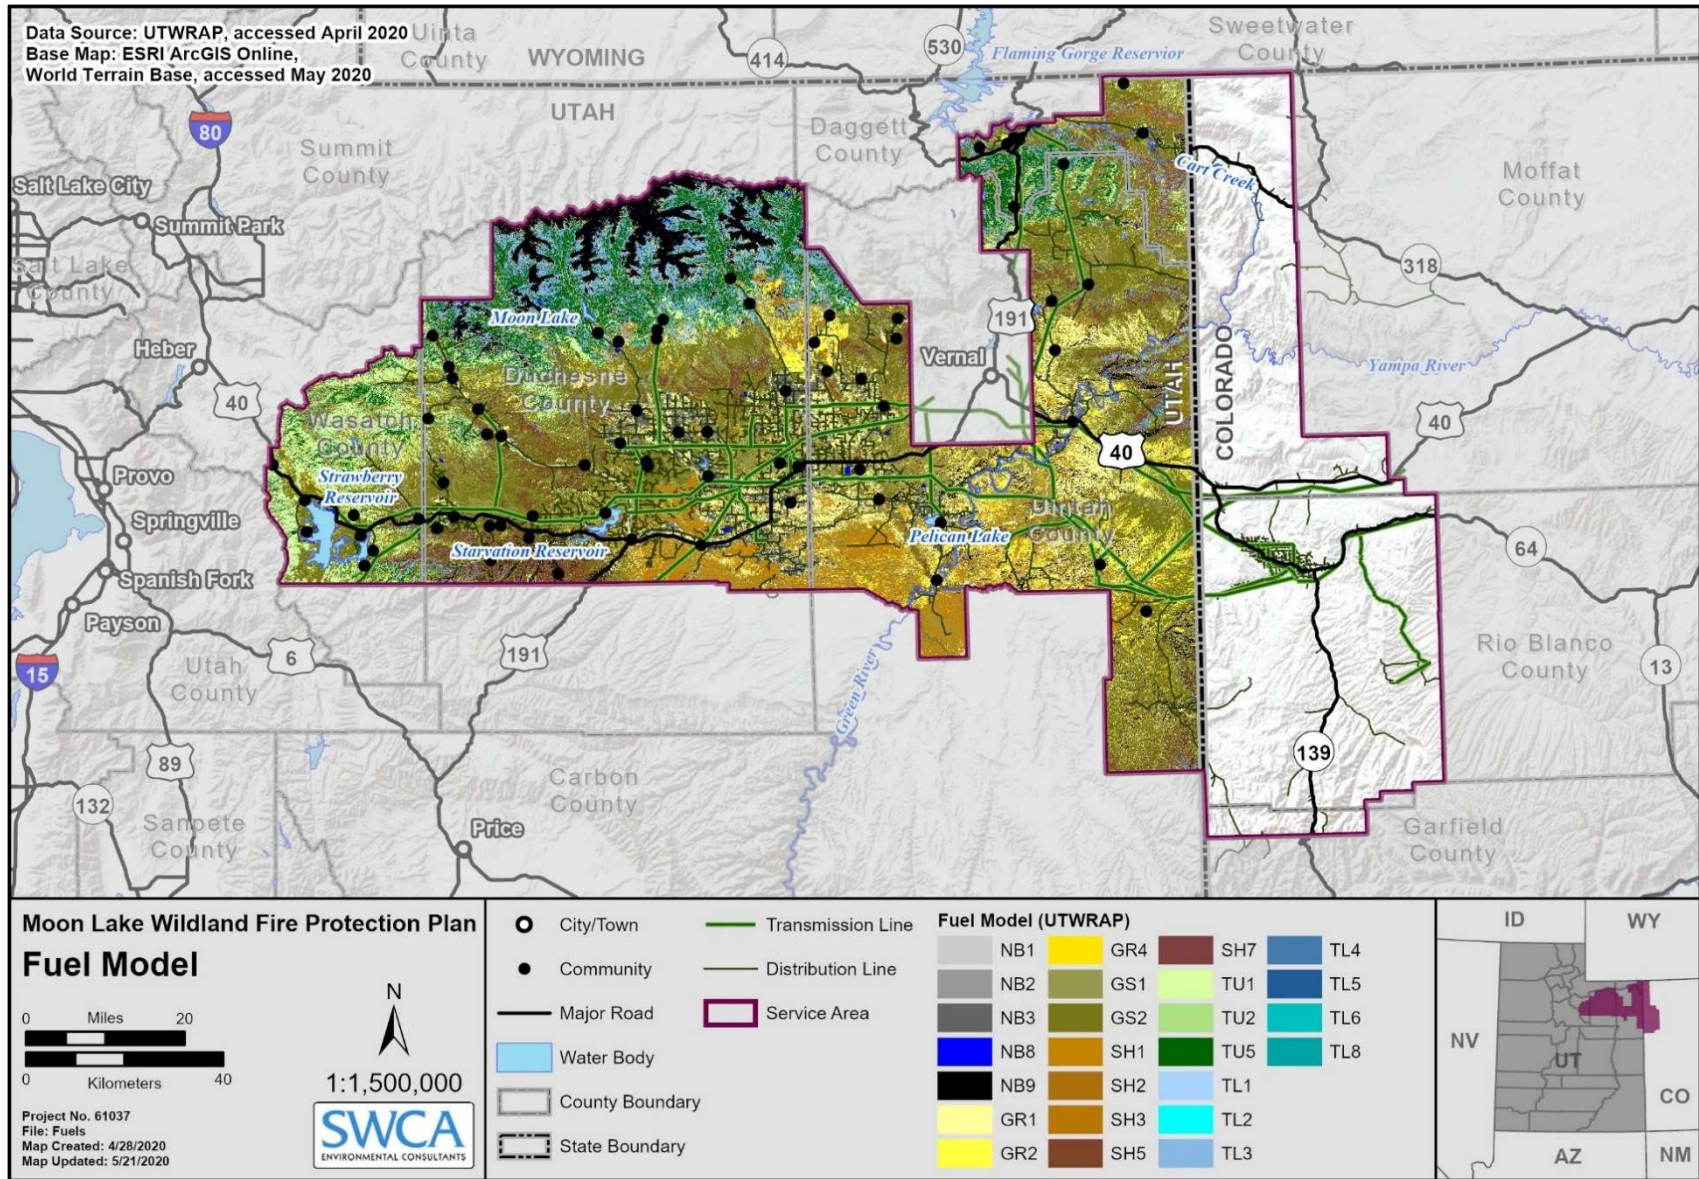 Data Source: UTWRAP, accessed April 2020
Base Map: ESRI ArcGIS Online,
World Terrain Base, accessed May 2020
Uinta
County
WYOMING
414
530
Flaming Gorge Reservior
Sweetwater
County
UTAH
80
Summit
County
Daggett
County
Cart Creek
Moffat
County
Salt Lake City
Summit Park
Salt Lake
County
318
Moon Lake
191
Heber
Vernal
Yampa River
40
Duchesne
County
UTAH
COLORADO
40
Wasatch
County
40
Provo
Strawberry
Reservoir
Springville
Starvation Reservoir
Pelican Lake
Uintah
County
64
Spanish Fork
Payson
15
Utah
County
6
191
Green River
Rio Blanco
County
13
89
139
132
Carbon
County
Sanpete
County
Price
Garfield
County
Moon Lake Wildland Fire Protection Plan
Fuel Model
0 Miles 20
0 Kilometers 40
N
1:1,500,000
Project No. 61037
File: Fuels
Map Created: 4/28/2020
Map Updated: 5/21/2020
SWCA
ENVIRONMENTAL CONSULTANTS
City/Town
Community
Major Road
Water Body
County Boundary
State Boundary
Transmission Line
Distribution Line
Service Area
Fuel Model (UTWRAP)
NB1
NB2
NB3
NB8
NB9
GR1
GR2
GR4
GS1
GS2
SH1
SH2
SH3
SH5
SH7
TU1
TU2
TU5
TL1
TL2
TL3
TL4
TL5
TL6
TL8
ID
WY
NV
UT
CO
AZ
NM